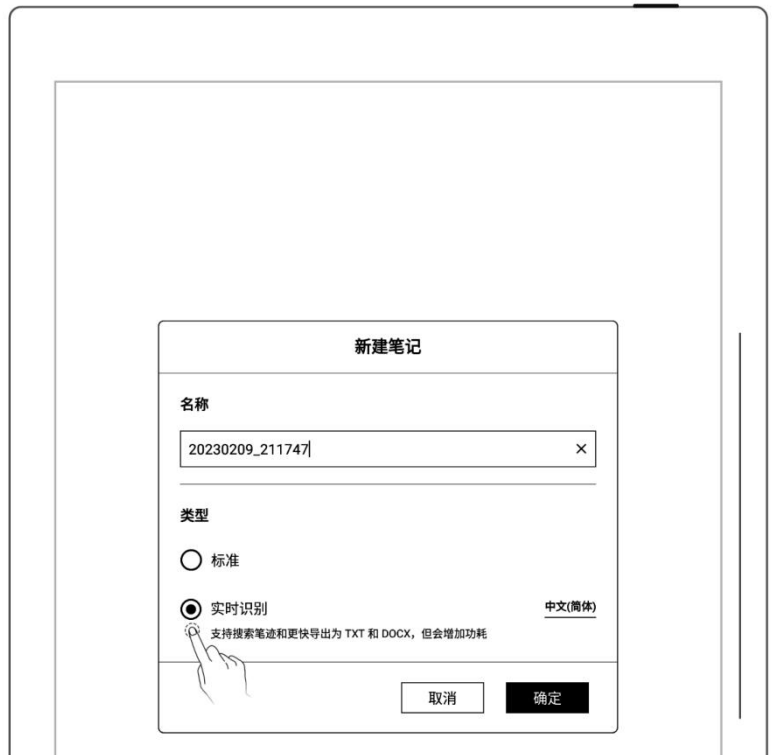 新建笔记
名称
20230209_211747
类型
标准
实时识别 中文(简体)
支持搜索笔迹和更快导出为 TXT 和 DOCX，但会增加功耗
取消 确定